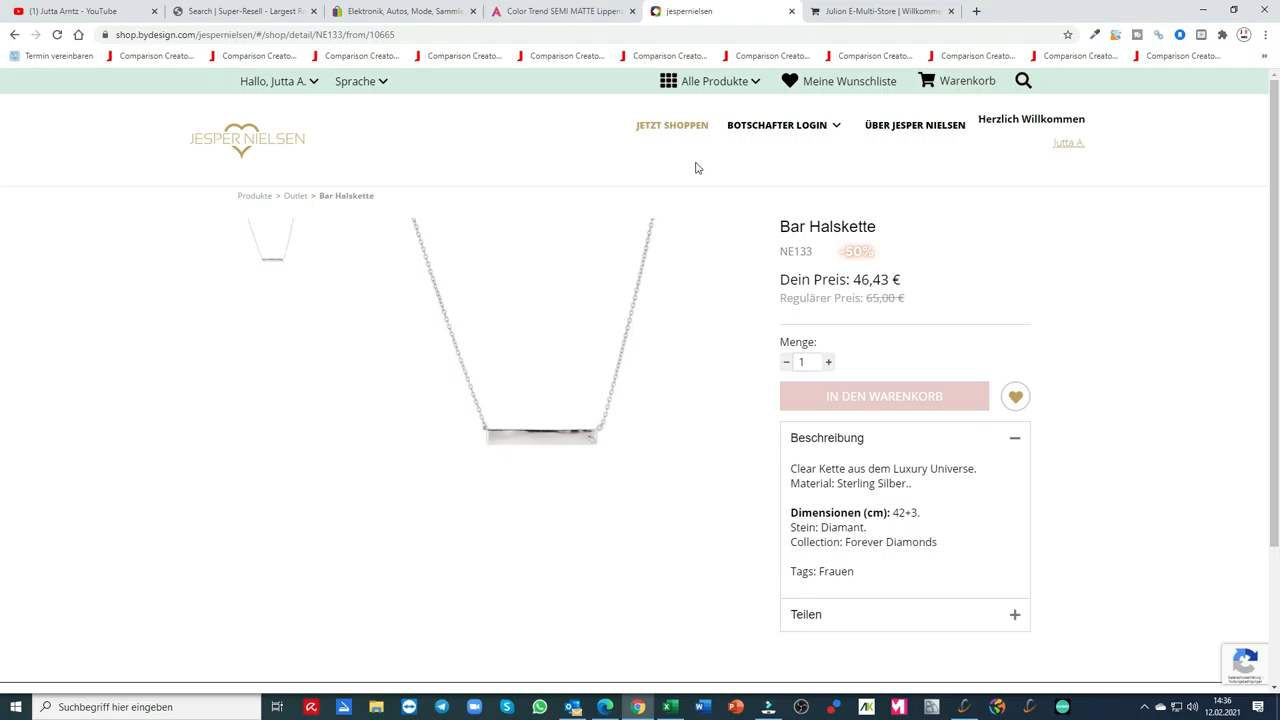 (1) Jutta Arntz - YouTube
Search | Super-Resell - Ventures
Elektronik, Autos, Mode, Sammle
Color Trend SEMI MATTE Lippen
jespernielsen
Julion E-Multi-Store | Willkomme
shop.bydesign.com/jespernielsen/#/shop/detail/NE133/from/10665
Termin vereinbaren
Comparison Creato...
Comparison Creato...
Comparison Creato...
Comparison Creato...
Comparison Creato...
Comparison Creato...
Comparison Creato...
Comparison Creato...
Comparison Creato...
Comparison Creato...
Comparison Creato...
Hallo, Jutta A.
Sprache
Alle Produkte
Meine Wunschliste
Warenkorb
JESPER NIELSEN
JETZT SHOPPEN
BOTSCHAFTER LOGIN
ÜBER JESPER NIELSEN
Herzlich Willkommen
Jutta A.
Produkte > Outlet > Bar Halskette
Bar Halskette
NE133
-50%
Dein Preis: 46,43 €
Regulärer Preis: 65,00 €
Menge:
− 1 +
IN DEN WARENKORB
Beschreibung
Clear Kette aus dem Luxury Universe.
Material: Sterling Silber..
Dimensionen (cm): 42+3.
Stein: Diamant.
Collection: Forever Diamonds
Tags: Frauen
Teilen
Suchbegriff hier eingeben
14:36
12.02.2021